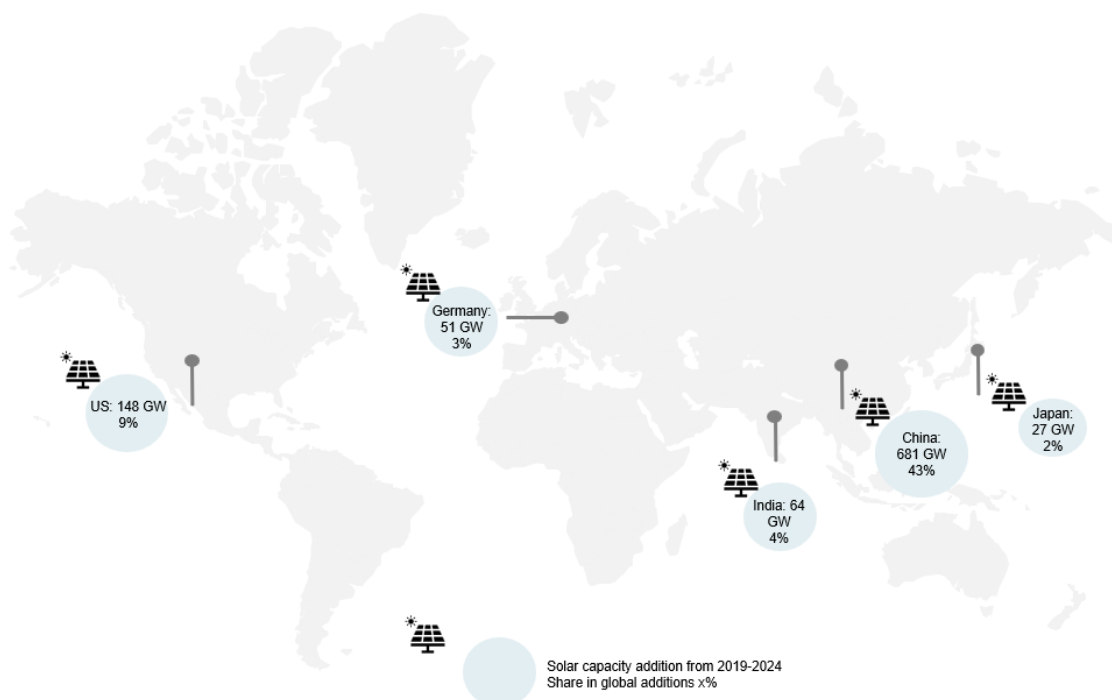 Germany:
51 GW
3%
US: 148 GW
9%
Japan:
27 GW
2%
China:
681 GW
43%
India: 64
GW
4%
Solar capacity addition from 2019-2024
Share in global additions x%